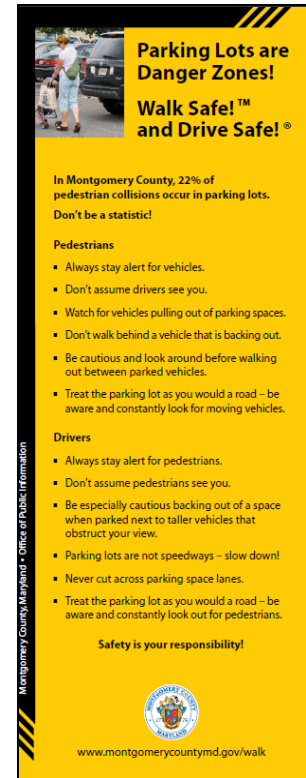 Parking Lots are
Danger Zones!
Walk Safe!™
and Drive Safe!®
In Montgomery County, 22% of
pedestrian collisions occur in parking lots.
Don’t be a statistic!
Pedestrians
▪ Always stay alert for vehicles.
▪ Don’t assume drivers see you.
▪ Watch for vehicles pulling out of parking spaces.
▪ Don’t walk behind a vehicle that is backing out.
▪ Be cautious and look around before walking
out between parked vehicles.
▪ Treat the parking lot as you would a road – be
aware and constantly look for moving vehicles.
Drivers
▪ Always stay alert for pedestrians.
▪ Don’t assume pedestrians see you.
▪ Be especially cautious backing out of a space
when parked next to taller vehicles that
obstruct your view.
▪ Parking lots are not speedways – slow down!
▪ Never cut across parking space lanes.
▪ Treat the parking lot as you would a road – be
aware and constantly look out for pedestrians.
Safety is your responsibility!
MONTGOMERY COUNTY
17 76
MARYLAND
www.montgomerycountymd.gov/walk
Montgomery County, Maryland • Office of Public Information